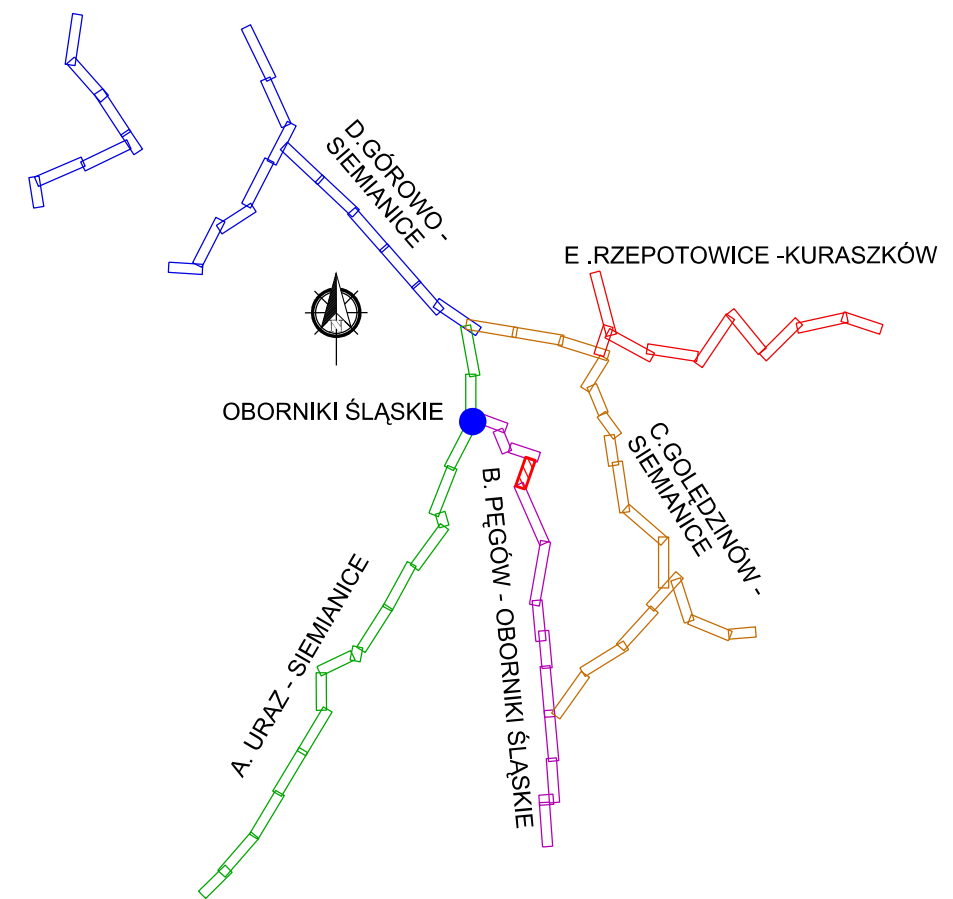 D.GÓROWO -
SIEMIANICE
E .RZEPOTOWICE -KURASZKÓW
N
OBORNIKI ŚLĄSKIE
C.GOLĘDZINÓW -
SIEMIANICE
B. PĘGÓW - OBORNIKI ŚLĄSKIE
A. URAZ - SIEMIANICE